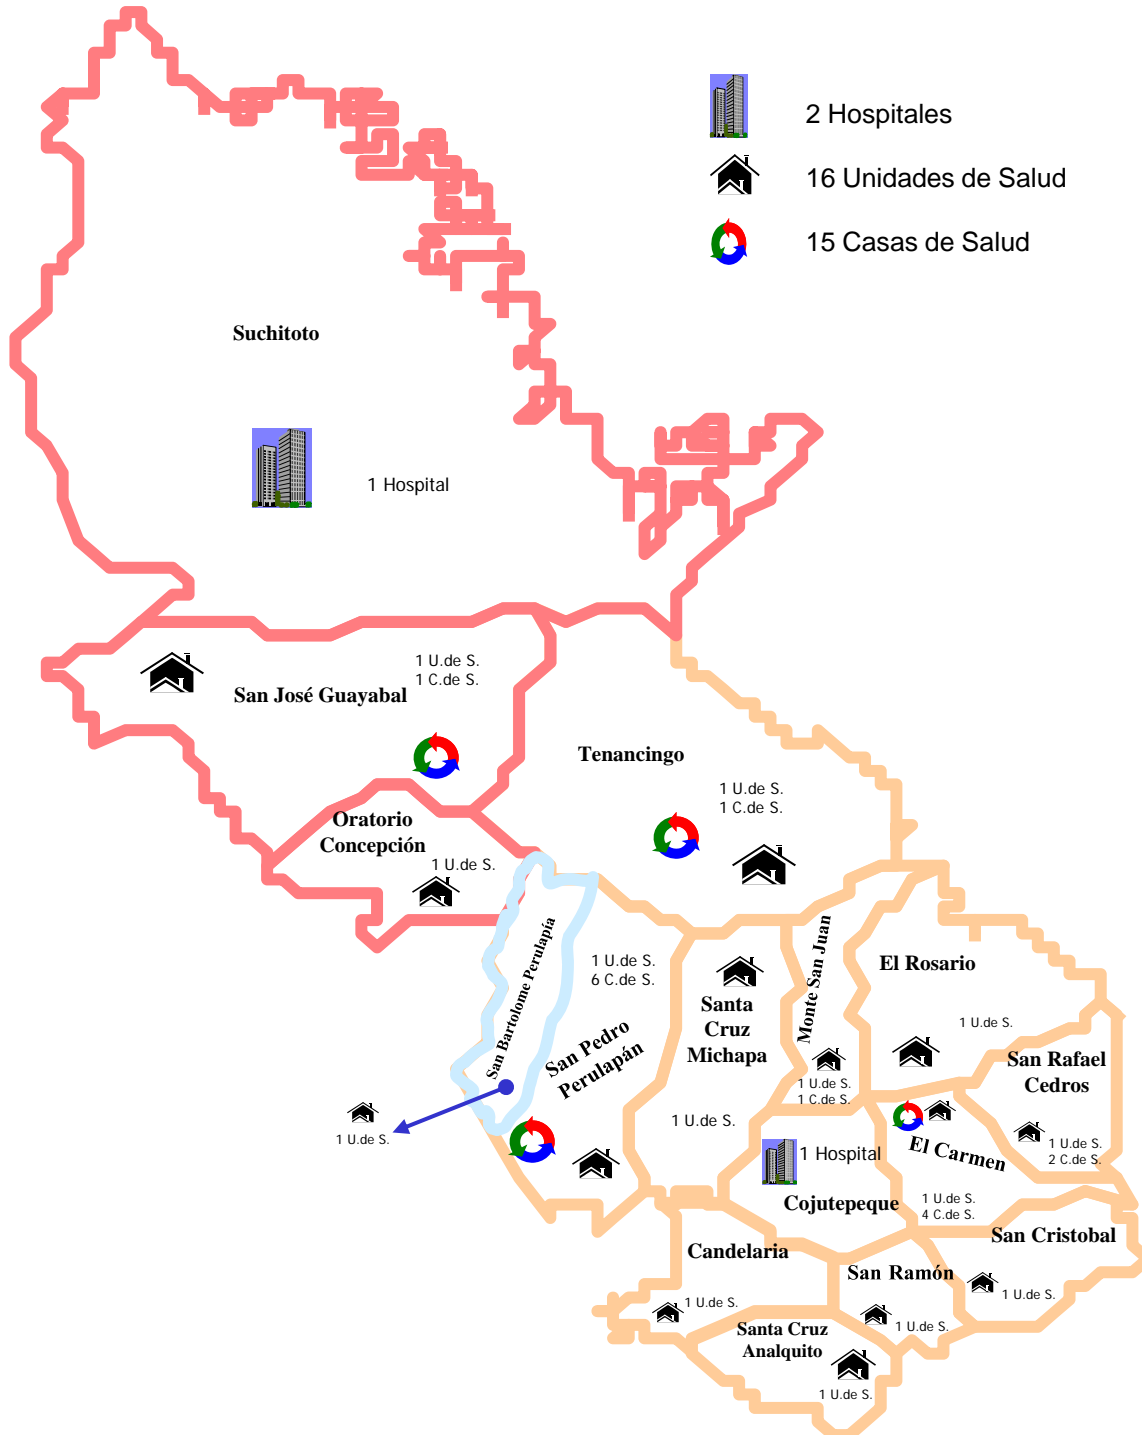 2 Hospitales
16 Unidades de Salud
15 Casas de Salud
Suchitoto
1 Hospital
1 U.de S.
1 C.de S.
San José Guayabal
Tenancingo
1 U.de S.
1 C.de S.
Oratorio
Concepción
1 U.de S.
San Bartolome Perulapía
1 U.de S.
1 U.de S.
6 C.de S.
San Pedro
Perulapán
Santa
Cruz
Michapa
1 U.de S.
Monte San Juan
1 U.de S.
1 C.de S.
El Rosario
1 U.de S.
San Rafael
Cedros
1 U.de S.
2 C.de S.
El Carmen
1 U.de S.
4 C.de S.
1 Hospital
Cojutepeque
San Cristobal
1 U.de S.
Candelaria
1 U.de S.
San Ramón
1 U.de S.
Santa Cruz
Analquito
1 U.de S.